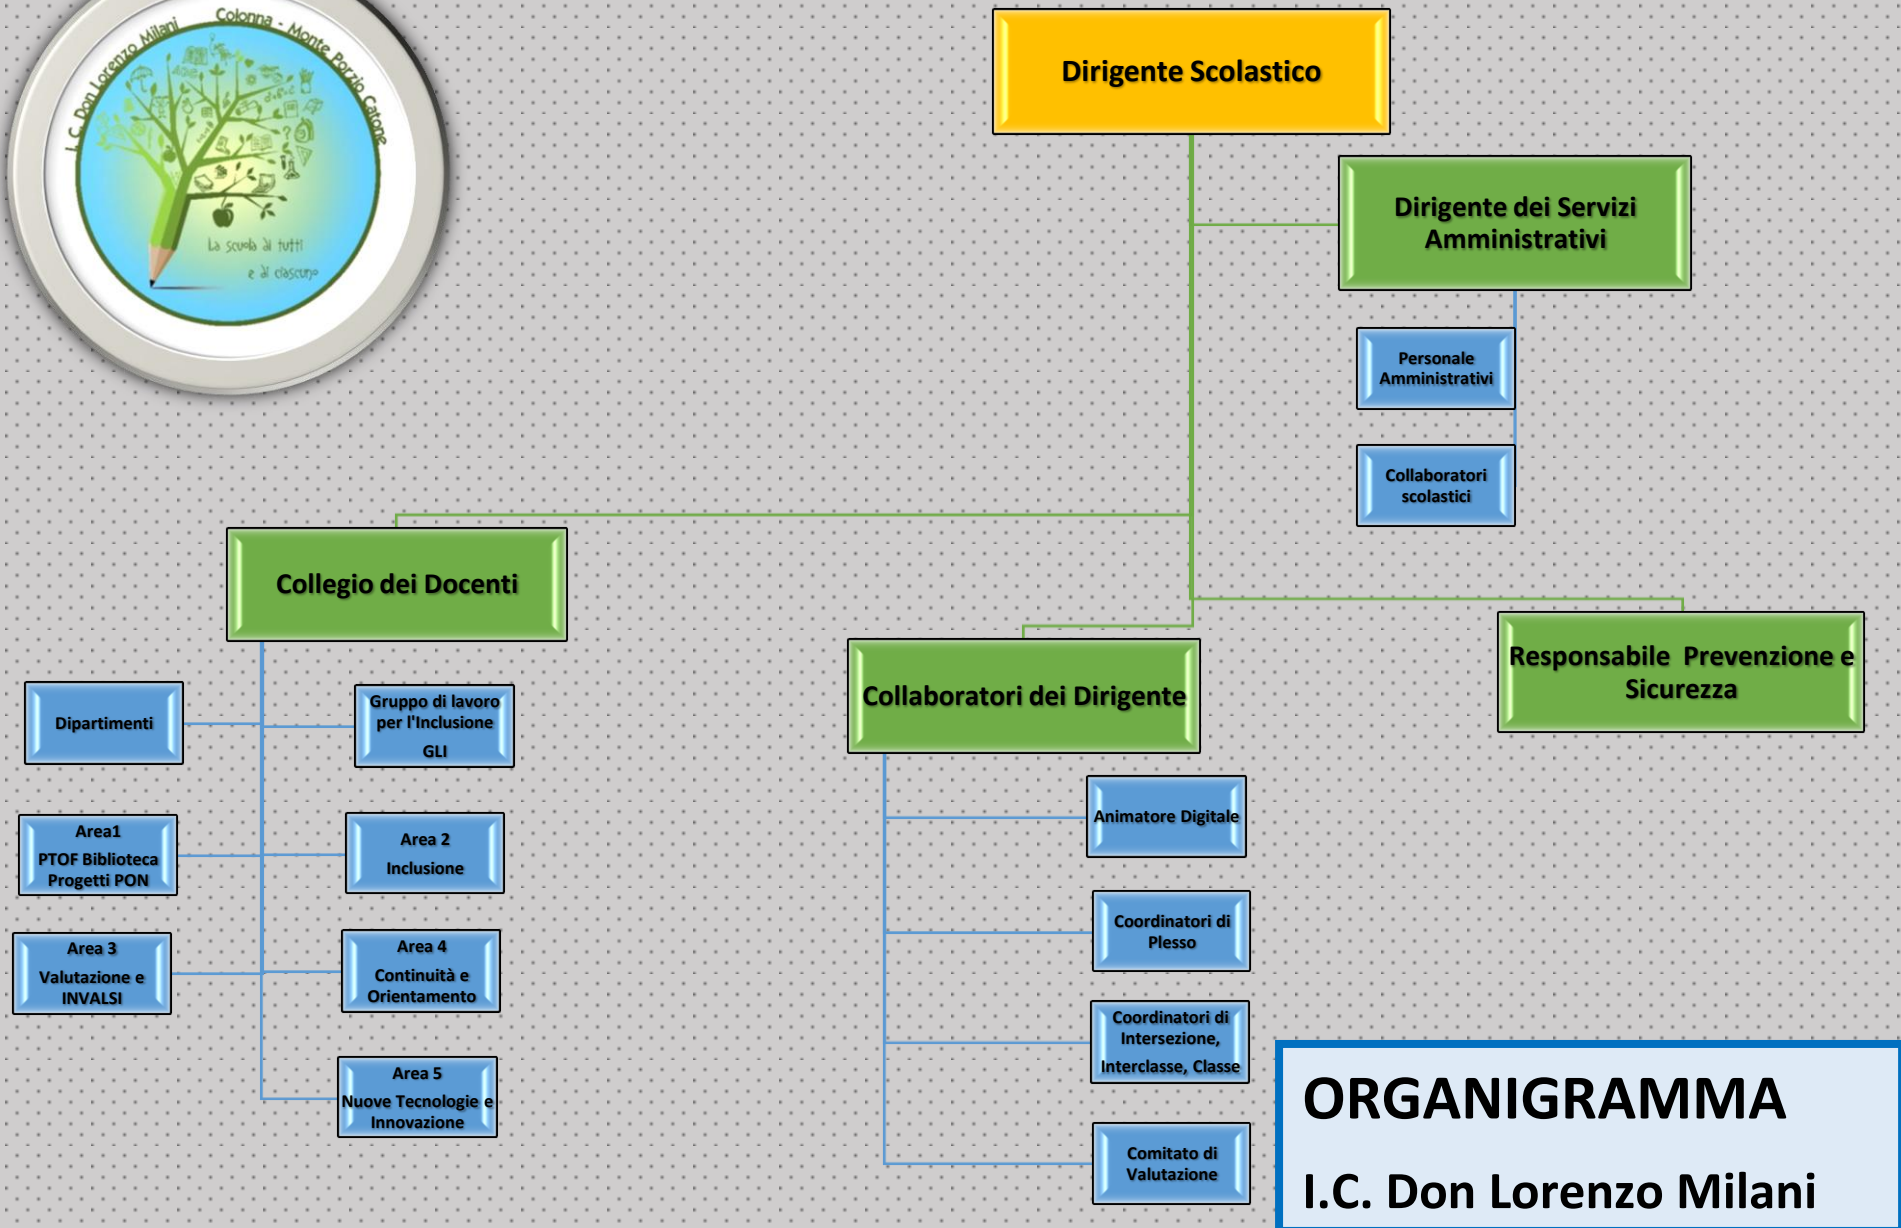 I. C. Don Lorenzo Milani
Colonna - Monte Porzio Catone
La scuola di tutti
e di ciascuno
Dirigente Scolastico
Dirigente dei Servizi
Amministrativi
Personale
Amministrativi
Collaboratori
scolastici
Collegio dei Docenti
Dipartimenti
Gruppo di lavoro
per l'Inclusione
GLI
Area1
PTOF Biblioteca
Progetti PON
Area 2
Inclusione
Area 3
Valutazione e
INVALSI
Area 4
Continuità e
Orientamento
Area 5
Nuove Tecnologie e
Innovazione
Collaboratori dei Dirigente
Animatore Digitale
Coordinatori di
Plesso
Coordinatori di
Intersezione,
Interclasse, Classe
Comitato di
Valutazione
Responsabile  Prevenzione e
Sicurezza
ORGANIGRAMMA
I.C. Don Lorenzo Milani